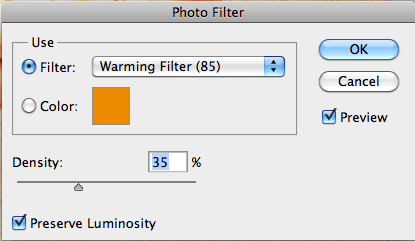 Photo Filter
Use
Filter: Warming Filter (85)
OK
Cancel
Color:
Preview
Density: 35 %
Preserve Luminosity